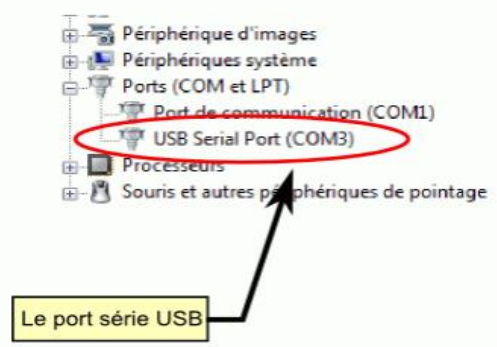 Périphérique d'images
Périphériques système
Ports (COM et LPT)
Port de communication (COM1)
USB Serial Port (COM3)
Processeurs
Souris et autres périphériques de pointage
Le port série USB